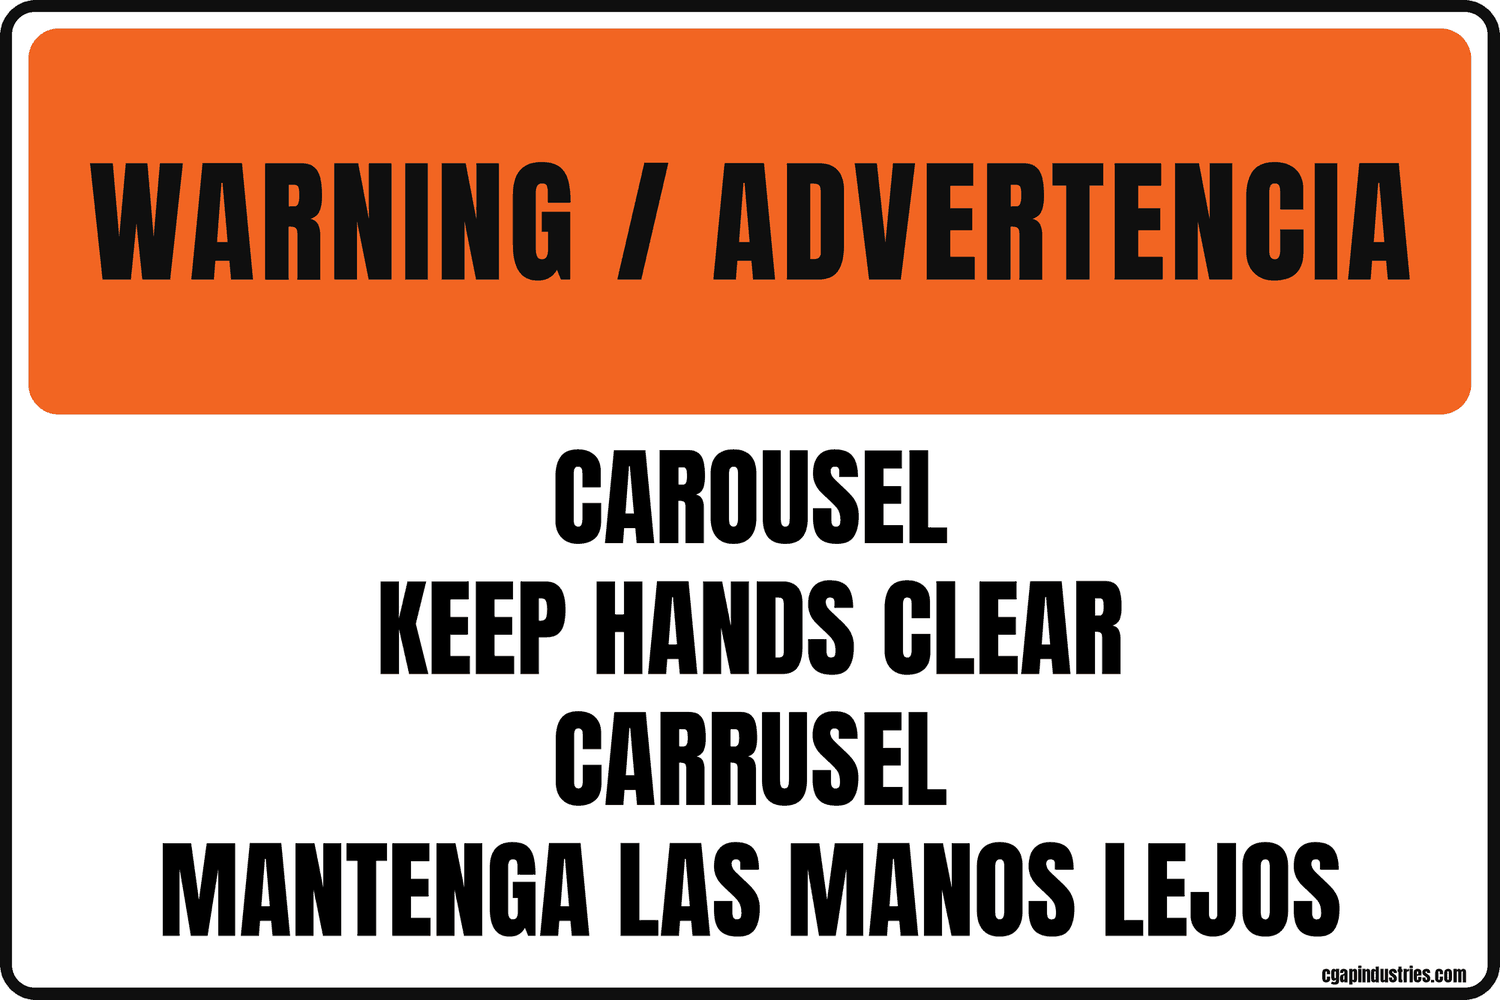 WARNING / ADVERTENCIA
CAROUSEL
KEEP HANDS CLEAR
CARRUSEL
MANTENGA LAS MANOS LEJOS
cgapindustries.com